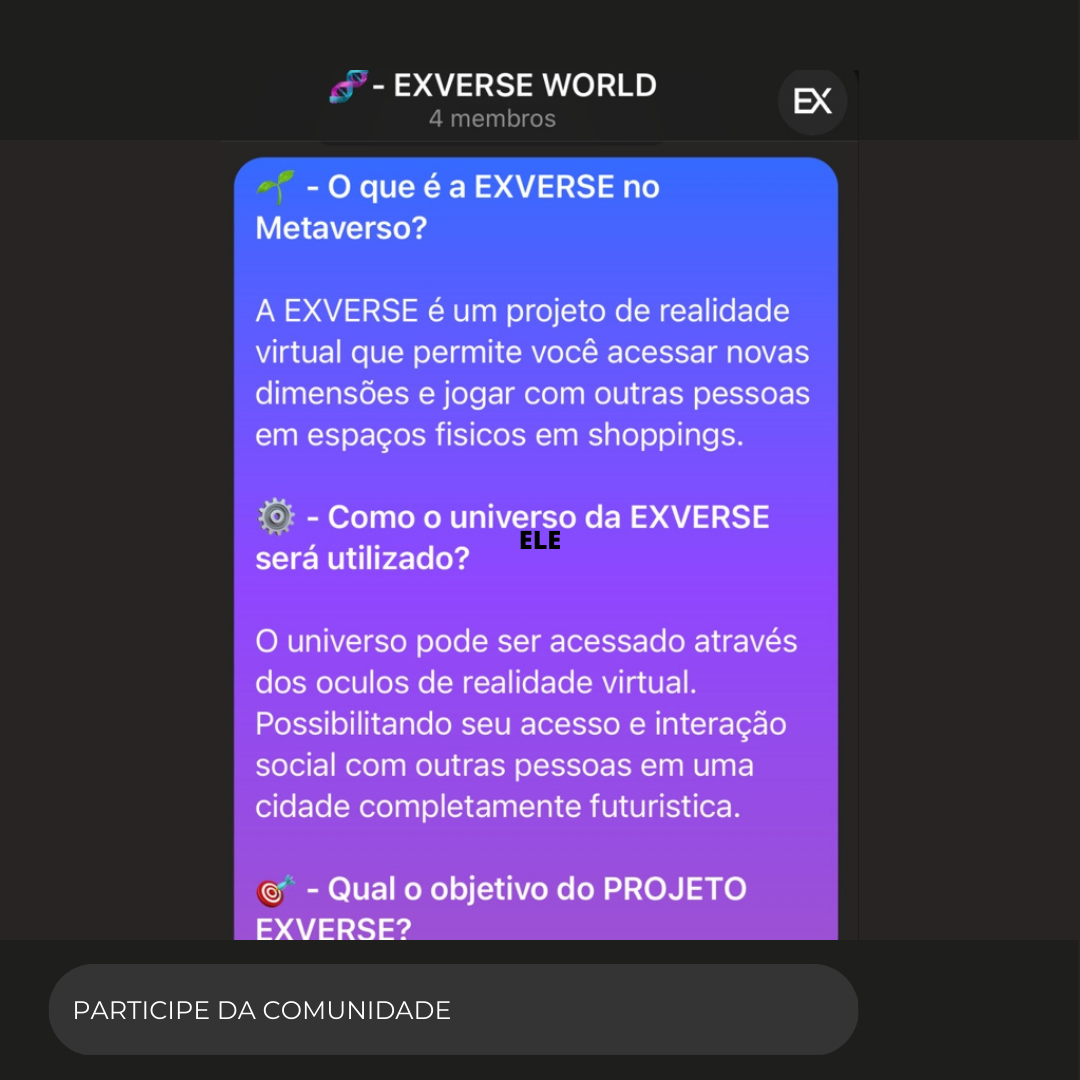 - EXVERSE WORLD
4 membros
EX
- O que é a EXVERSE no
Metaverso?
A EXVERSE é um projeto de realidade
virtual que permite você acessar novas
dimensões e jogar com outras pessoas
em espaços fisicos em shoppings.
- Como o universo da EXVERSE
será utilizado?
ELE
O universo pode ser acessado através
dos oculos de realidade virtual.
Possibilitando seu acesso e interação
social com outras pessoas em uma
cidade completamente futuristica.
- Qual o objetivo do PROJETO
EXVERSE?
PARTICIPE DA COMUNIDADE